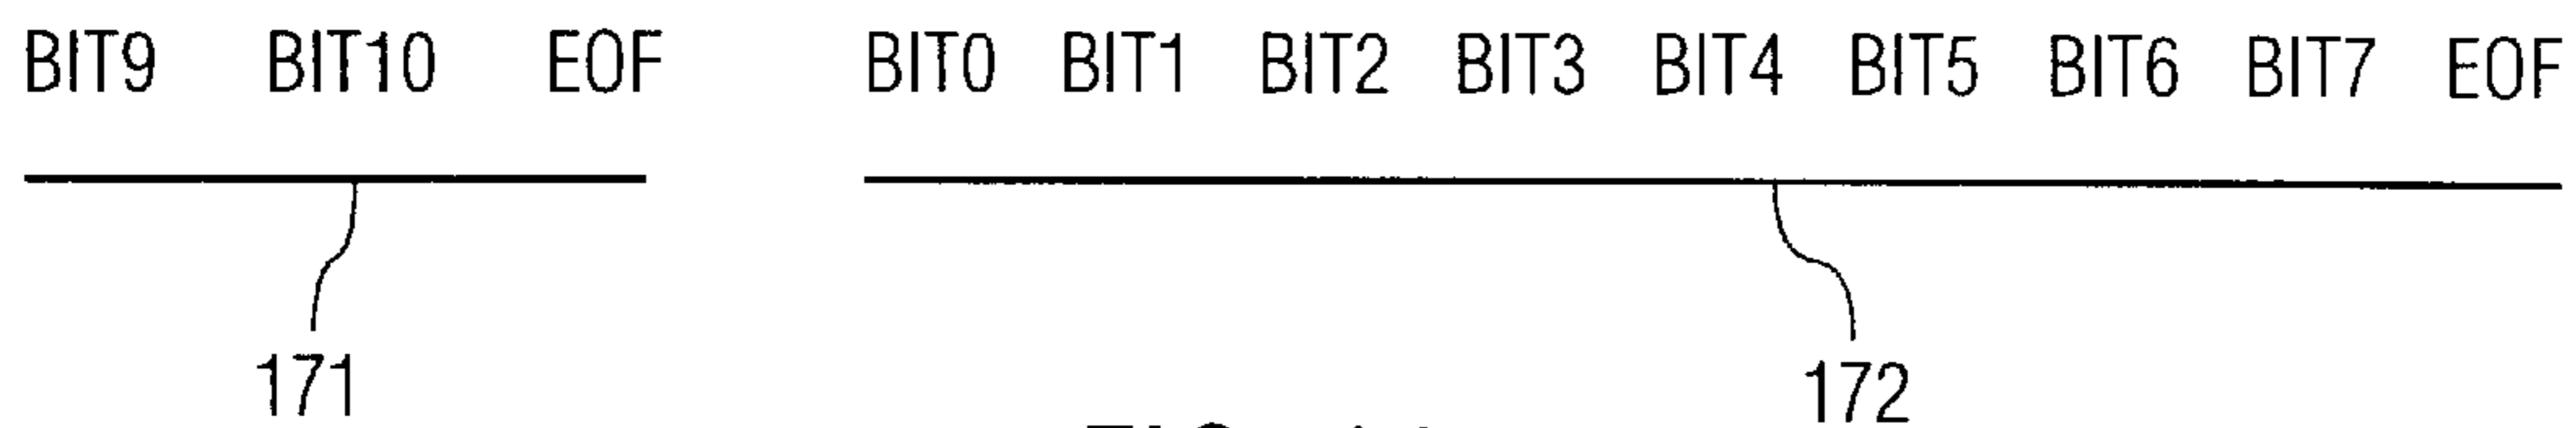 BIT9 BIT10 EOF BIT0 BIT1 BIT2 BIT3 BIT4 BIT5 BIT6 BIT7 EOF
171 172